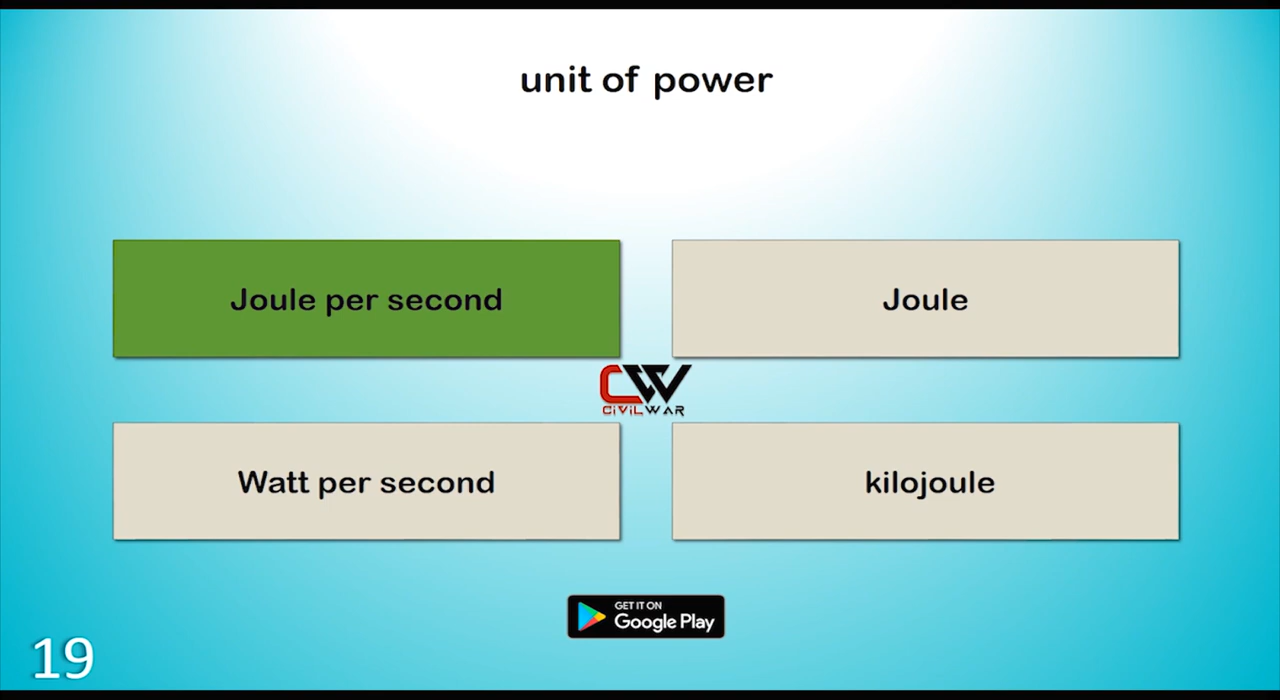 unit of power
Joule per second
Joule
CW
CiViLWAR
Watt per second
kilojoule
GET IT ON
Google Play
19